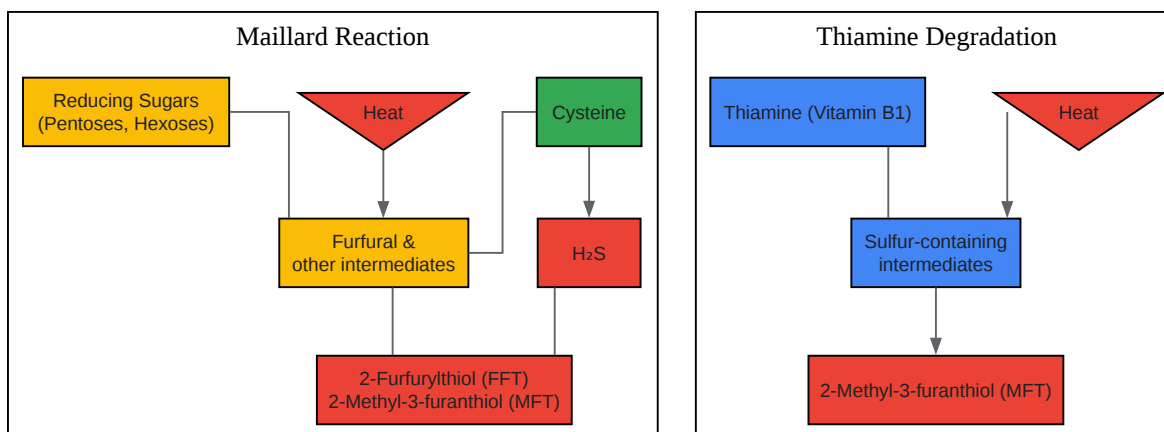 Maillard Reaction
Reducing Sugars
(Pentoses, Hexoses)
Heat
Cysteine
Furfural &
other intermediates
H₂S
2-Furfurylthiol (FFT)
2-Methyl-3-furanthiol (MFT)
Thiamine Degradation
Thiamine (Vitamin B1)
Heat
Sulfur-containing
intermediates
2-Methyl-3-furanthiol (MFT)